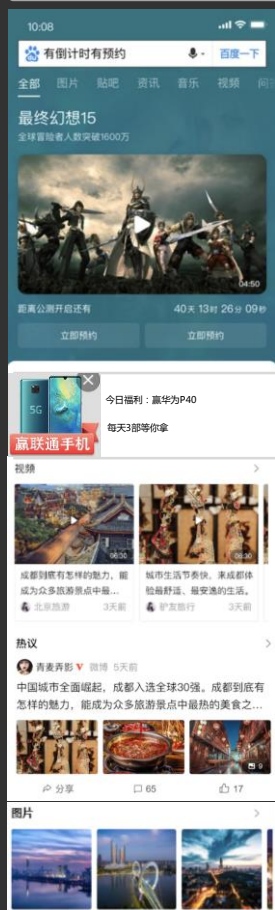 10:08
有倒计时有预约
百度一下
全部 图片 贴吧 资讯 音乐 视频 问
最终幻想15
全球冒险者人数突破1600万
04:50
距离公测开启还有 40天 13时 26分 09秒
立即预约 立即预约
5G
赢联通手机
今日福利：赢华为P40
每天3部等你拿
视频
06:30 06:30
成都到底有怎样的魅力，能
成为众多旅游景点中最...
北京旅游 3天前
城市生活节奏快，来成都体
验最舒适、最安逸的生活。
驴友旅行 3天前
热议
青麦弄影 V 微博 5天前
中国城市全面崛起，成都入选全球30强。成都到底有
怎样的魅力，能成为众多旅游景点中最热的美食之...
9
分享 65 17
图片